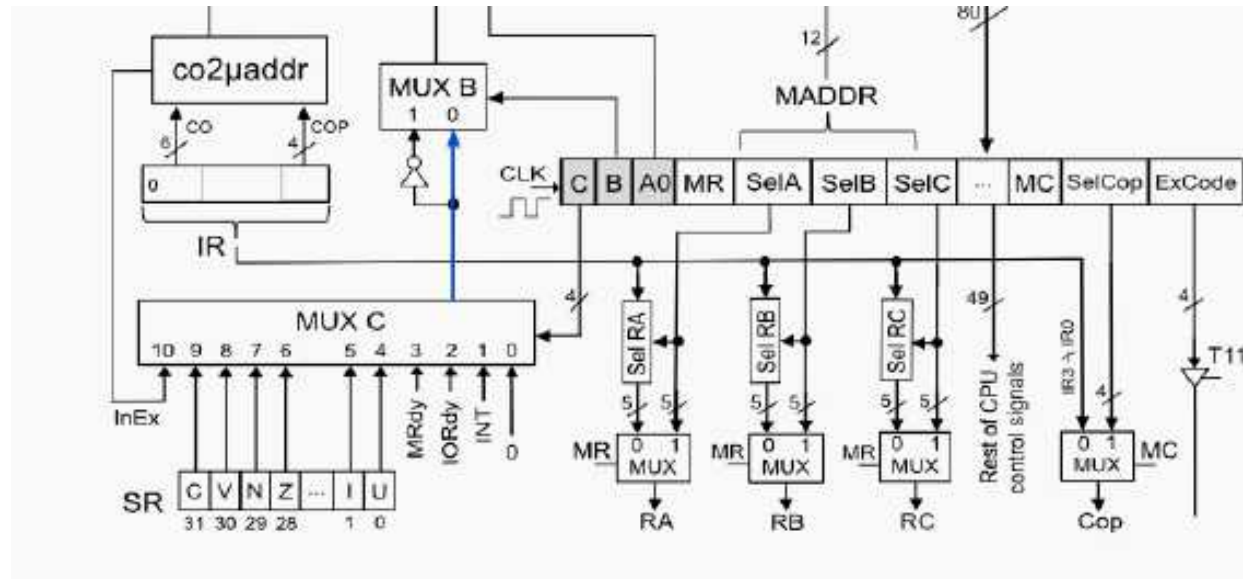 80
12
co2µaddr
MUX B
1 0
MADDR
6 CO
4 COP
CLK
C B A0 MR SelA SelB SelC ... MC SelCop ExCode
0
IR
4
49
4
MUX C
10 9 8 7 6 5 4 3 2 1 0
Sel RA
Sel RB
Sel RC
IR3 - IR0
T11
InEx
MRdy
IORdy
INT
0
5 5
5 5
5 5
Rest of CPU
control signals
4
MR 0 1 MUX
MR 0 1 MUX
MR 0 1 MUX
0 1 MUX MC
SR
C V N Z ... I U
31 30 29 28 1 0
RA
RB
RC
Cop